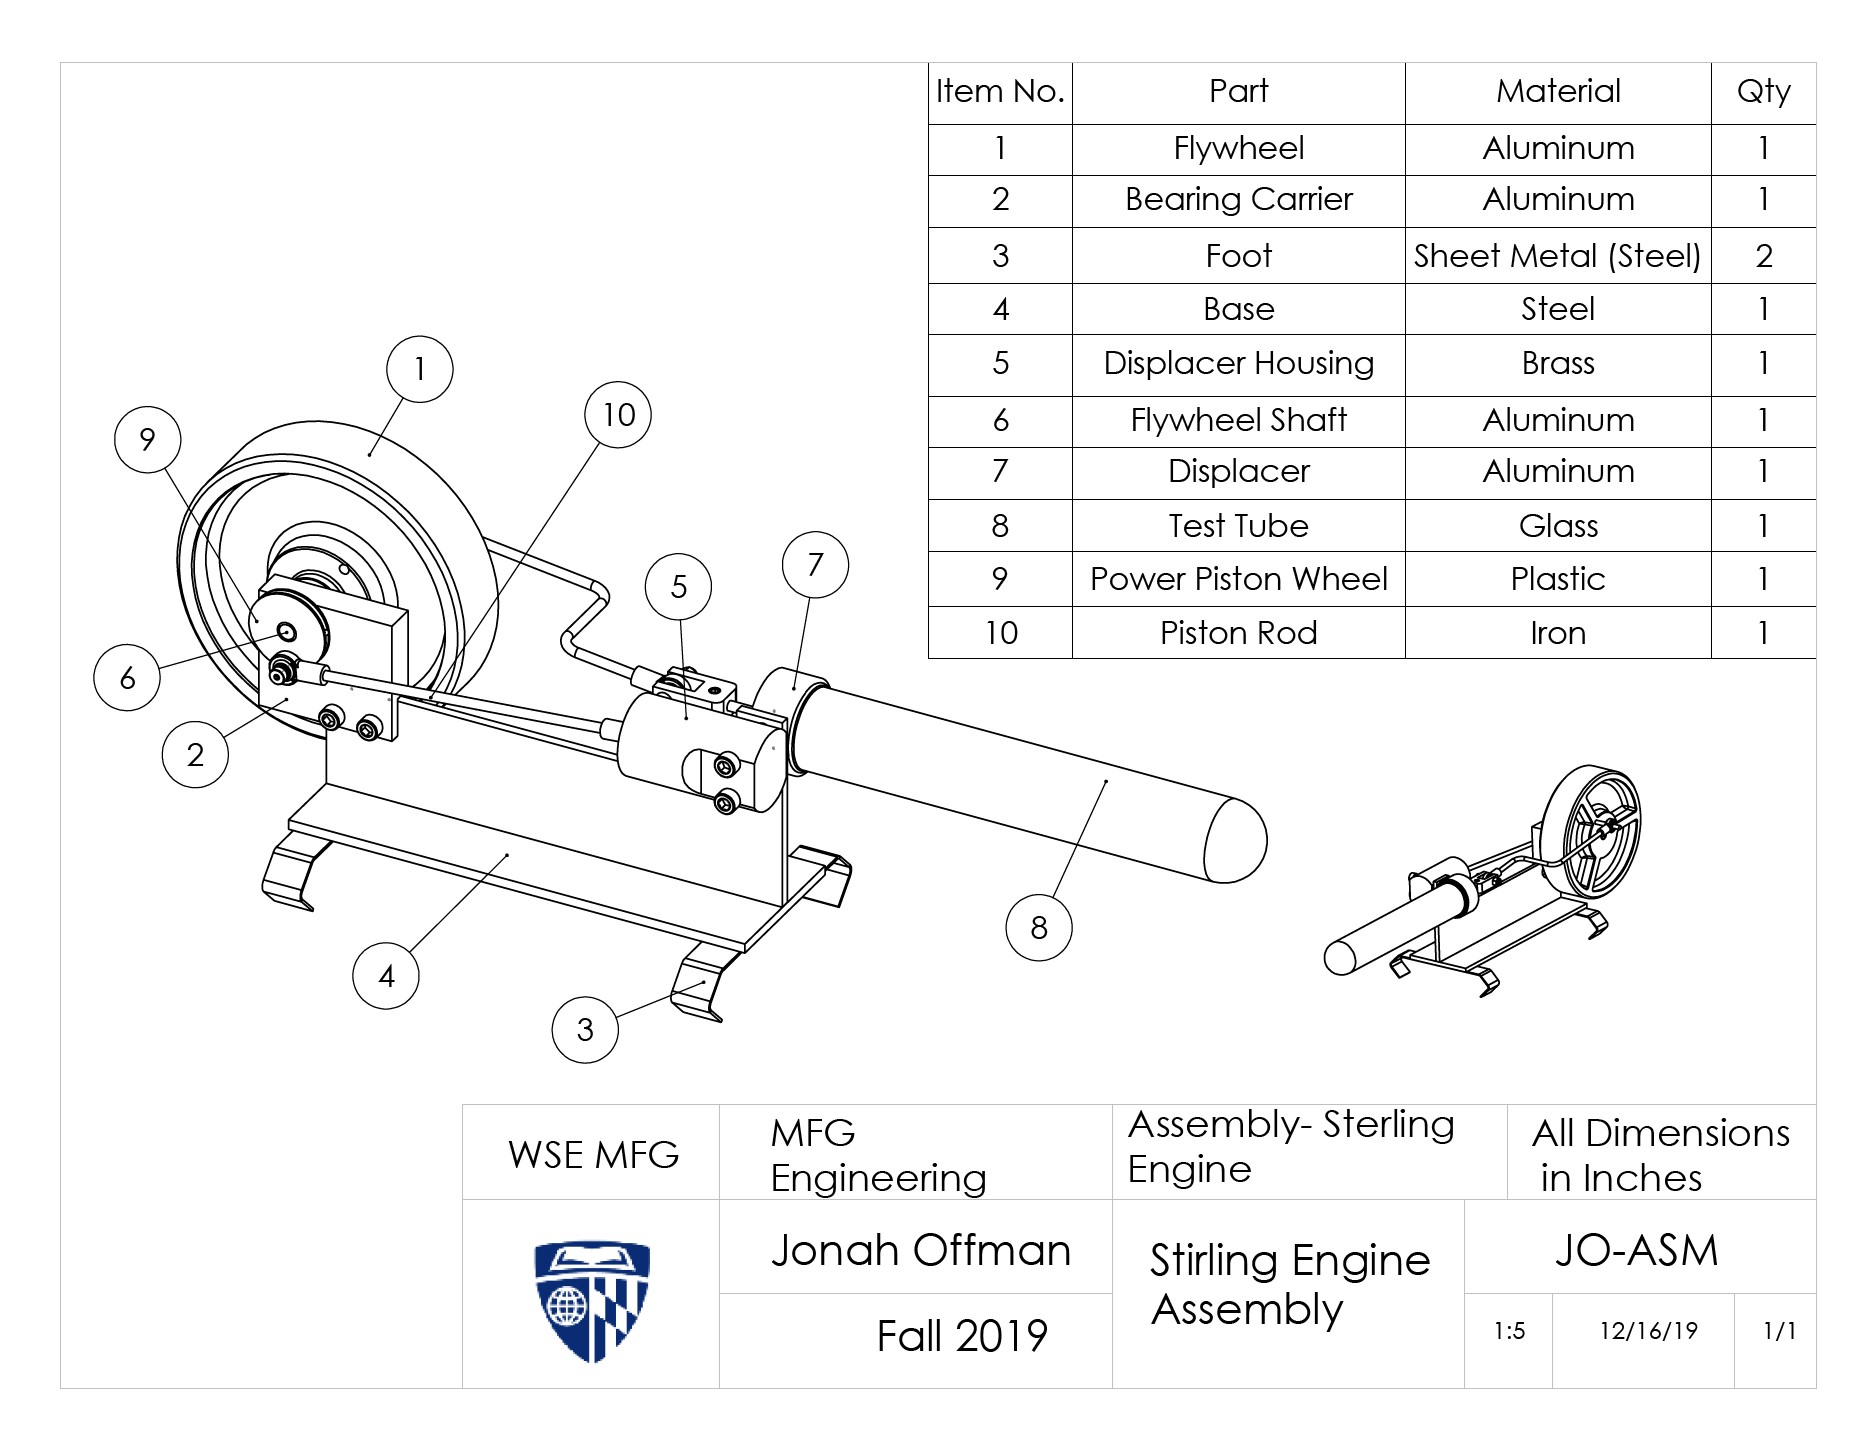 Item No. Part Material Qty
1 Flywheel Aluminum 1
2 Bearing Carrier Aluminum 1
3 Foot Sheet Metal (Steel) 2
4 Base Steel 1
5 Displacer Housing Brass 1
6 Flywheel Shaft Aluminum 1
7 Displacer Aluminum 1
8 Test Tube Glass 1
9 Power Piston Wheel Plastic 1
10 Piston Rod Iron 1
1
10
9
7
5
6
2
8
4
3
WSE MFG
MFG
Engineering
Assembly- Sterling
Engine
All Dimensions
in Inches
Jonah Offman
Fall 2019
Stirling Engine
Assembly
JO-ASM
1:5
12/16/19
1/1